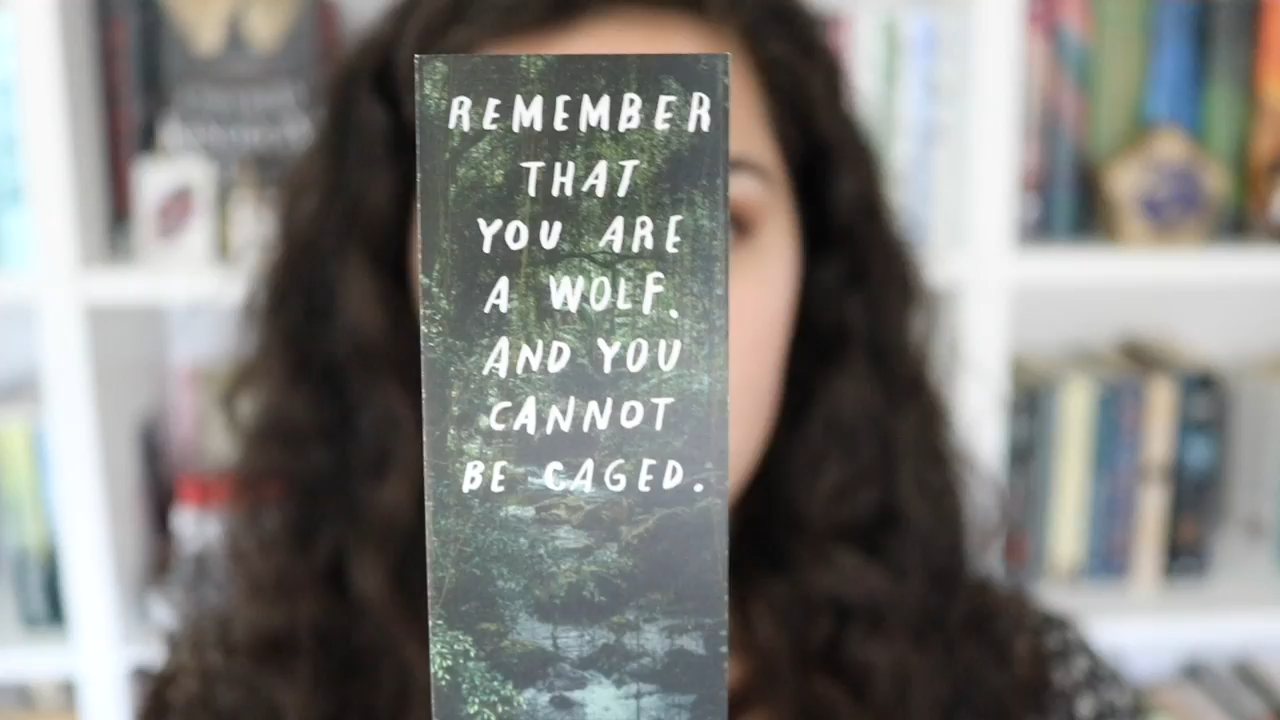 REMEMBER
THAT
YOU ARE
A WOLF.
AND YOU
CANNOT
BE CAGED.